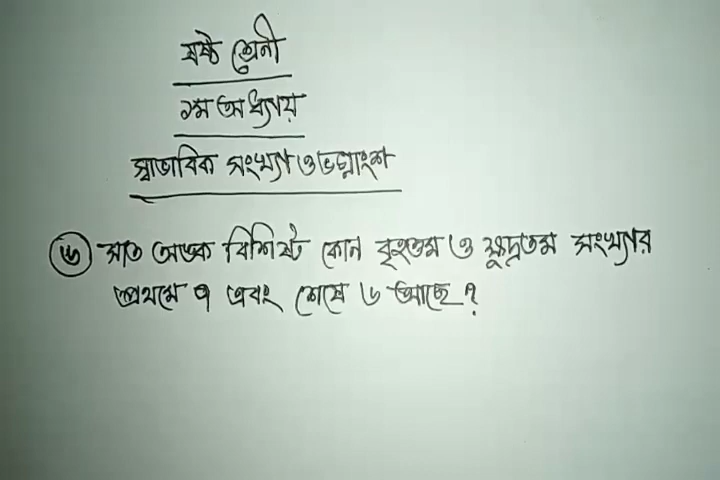 ষষ্ঠ শ্রেনী
১ম অধ্যায়
স্বাভাবিক সংখ্যা ও ভগ্নাংশ
৬ সাত অঙ্ক বিশিষ্ট কোন বৃহত্তম ও ক্ষুদ্রতম সংখ্যার
প্রথমে ৭ এবং শেষে ৬ আছে?